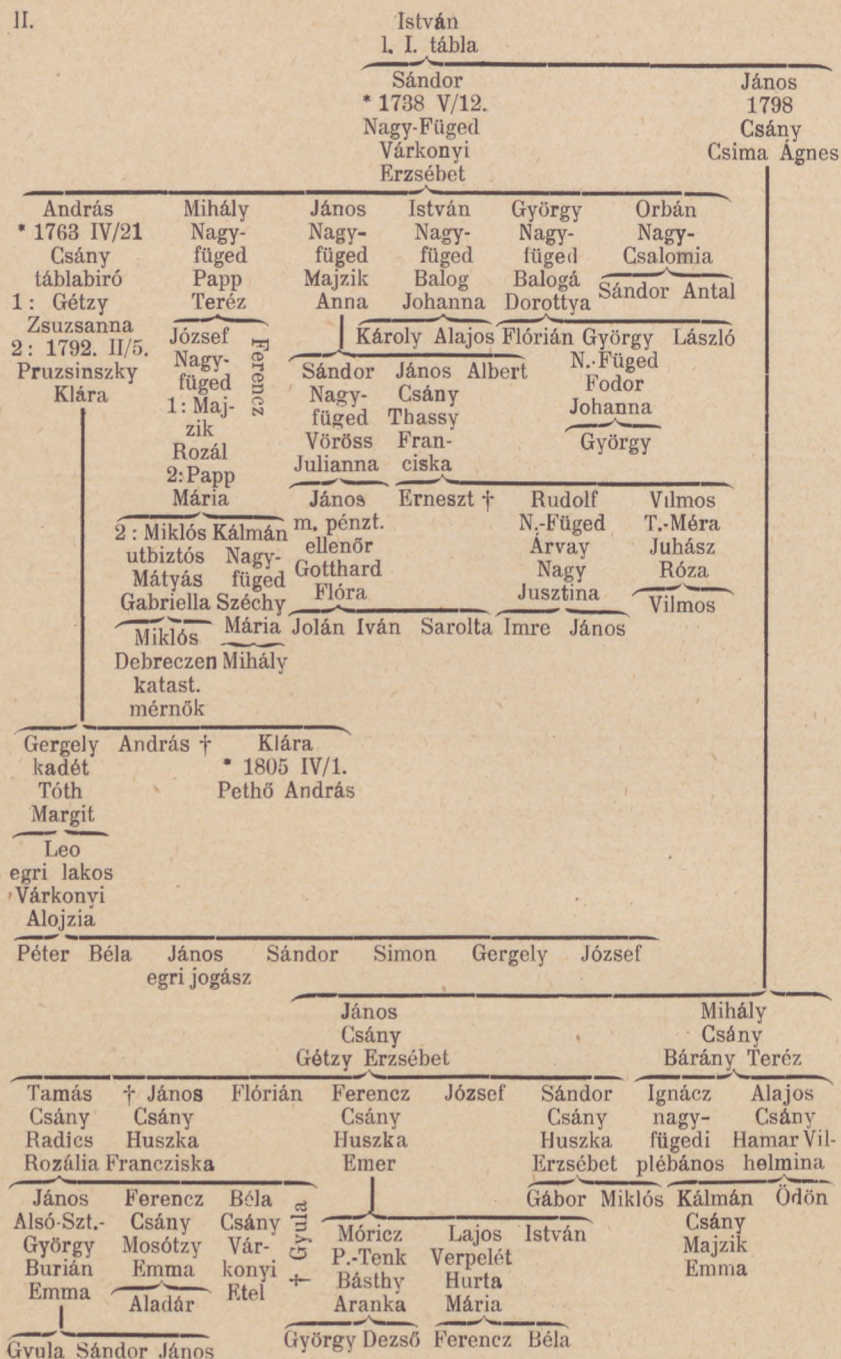 II.
István
l. I. tábla
Sándor János
* 1738 V/12. 1798
Nagy-Füged Csány
Várkonyi Csima Ágnes
Erzsébet
András Mihály János István György Orbán
* 1763 IV/21 Nagy- Nagy- Nagy- Nagy- Nagy-
Csány füged füged füged füged Csalomia
táblabiró Papp Majzik Balog Balogá Sándor Antal
1: Gétzy Teréz Anna Johanna Dorottya
Zsuzsanna József Ferencz Károly Alajos Flórián György László
2: 1792. II/5. Nagy- Sándor János Albert N.-Füged
Pruzsinszky füged Nagy- Csány Fodor
Klára 1: Maj- füged Thassy Johanna
zik Vöröss Fran- György
Rozál Julianna ciska
2: Papp
Mária János Erneszt † Rudolf Vilmos
2: Miklós Kálmán m. pénzt. N.-Füged T.-Méra
utbiztós Nagy- ellenőr Árvay Juhász
Mátyás füged Gotthard Nagy Róza
Gabriella Széchy Flóra Jusztina Vilmos
Miklós Mária Jolán Iván Sarolta Imre János
Debreczen Mihály
katast.
mérnők
Gergely András † Klára
kadét * 1805 IV/1.
Tóth Pethő András
Margit
Leo
egri lakos
Várkonyi
Alojzia
Péter Béla János Sándor Simon Gergely József
egri jogász
János Mihály
Csány Csány
Gétzy Erzsébet Bárány Teréz
Tamás † János Flórián Ferencz József Sándor Ignácz Alajos
Csány Csány Csány Csány nagy- Csány
Radics Huszka Huszka Huszka fügedi Hamar Vil-
Rozália Francziska Emer Erzsébet plébános helmina
János Ferencz Béla † Gyula Gábor Miklós Kálmán Ödön
Alsó-Szt.- Csány Csány Móricz Lajos István Csány
György Mosótzy Vár- P.-Tenk Verpelét Majzik
Burián Emma konyi Básthy Hurta Emma
Emma Aladár Etel Aranka Mária
Gyula Sándor János György Dezső Ferencz Béla